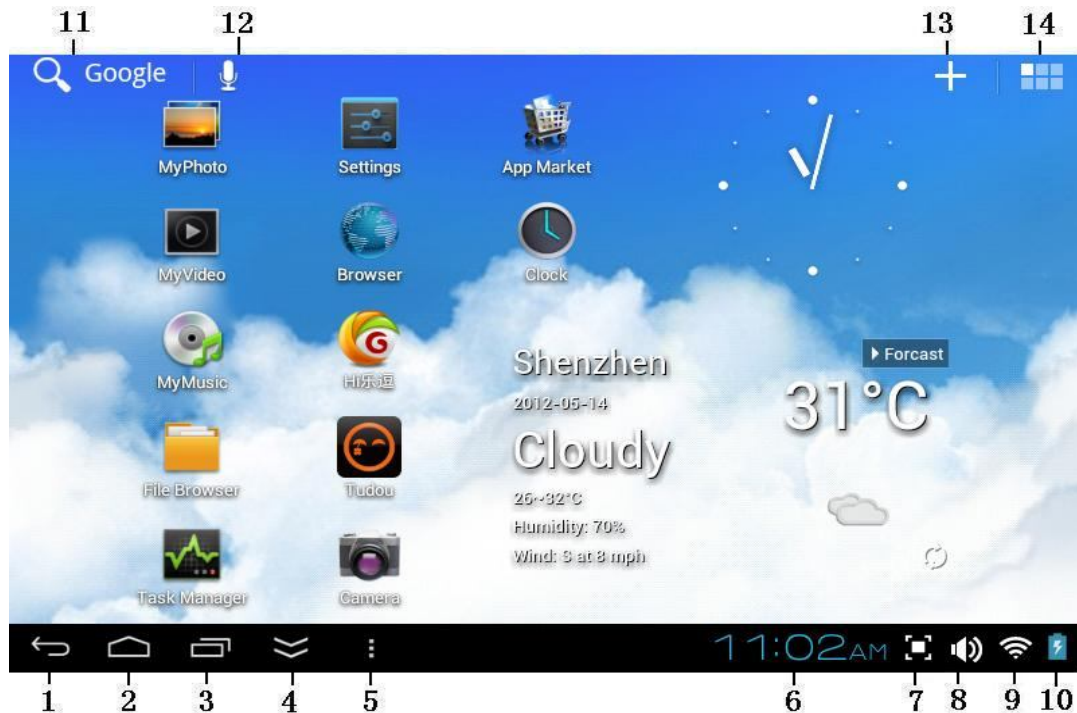 11 12 13 14
Google
MyPhoto Settings App Market
MyVideo Browser Clock
MyMusic Hi乐逗
File Browser Tudou
Task Manager Camera
Shenzhen
2012-05-14
Cloudy
26~32°C
Humidity: 70%
Wind: S at 8 mph
Forcast
31°C
11:02AM
1 2 3 4 5 6 7 8 9 10